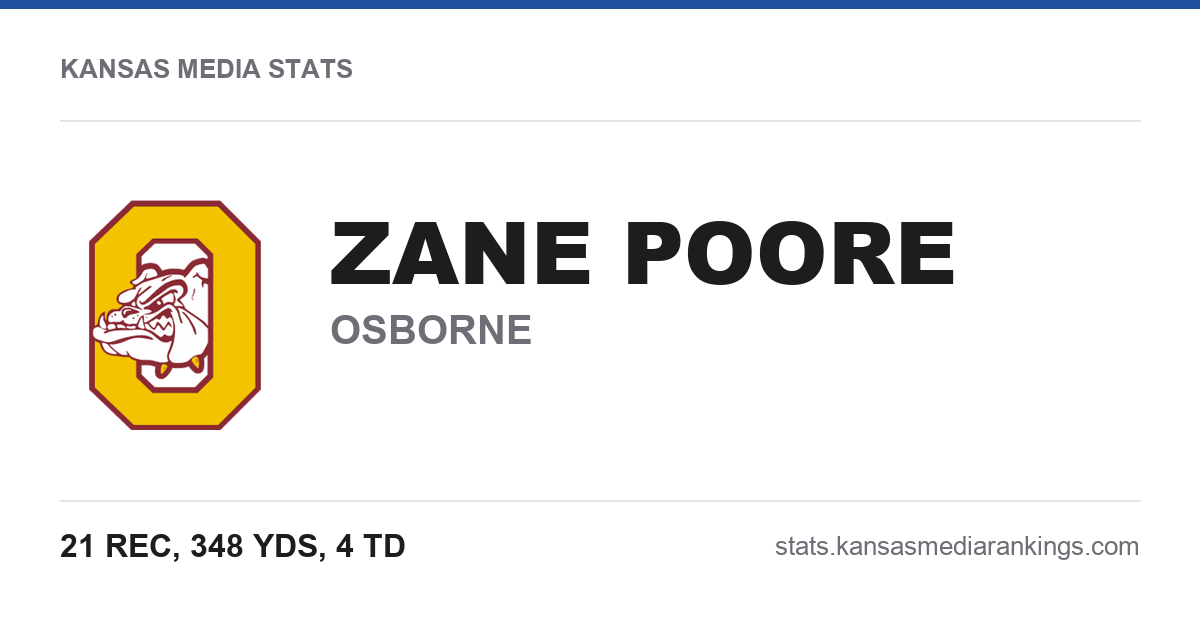 KANSAS MEDIA STATS
ZANE POORE
OSBORNE
21 REC, 348 YDS, 4 TD
stats.kansasmediarankings.com